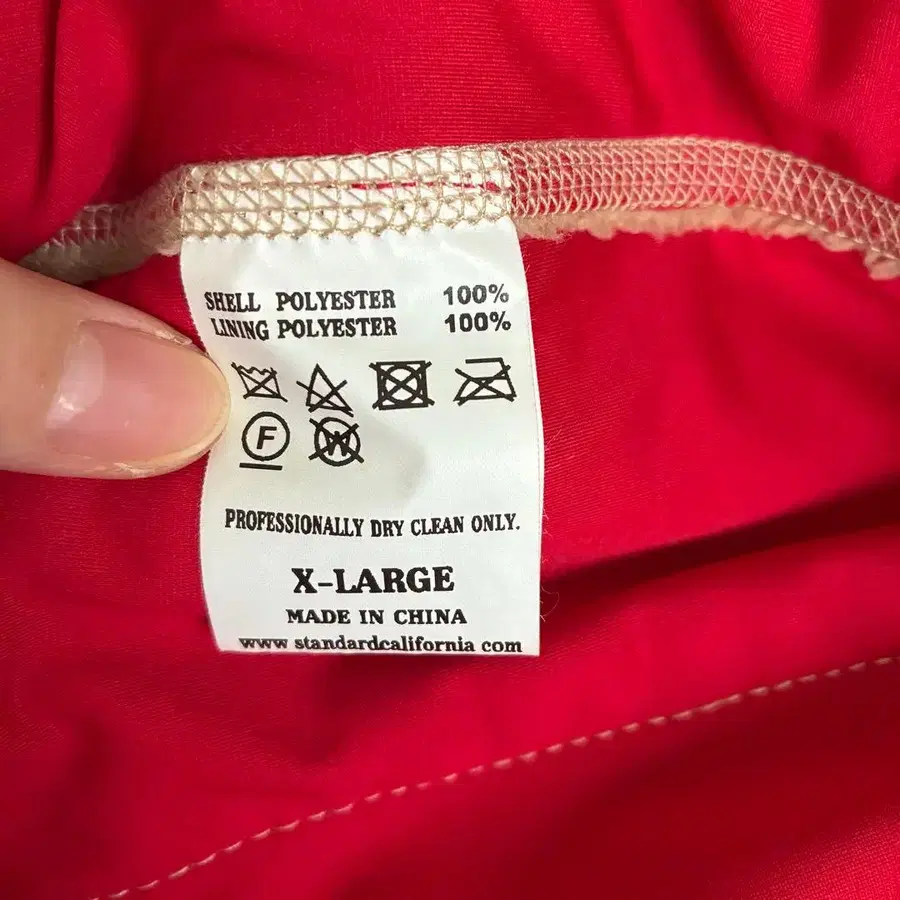 SHELL POLYESTER 100%
LINING POLYESTER 100%
F W
PROFESSIONALLY DRY CLEAN ONLY.
X-LARGE
MADE IN CHINA
www standardcalifornia com